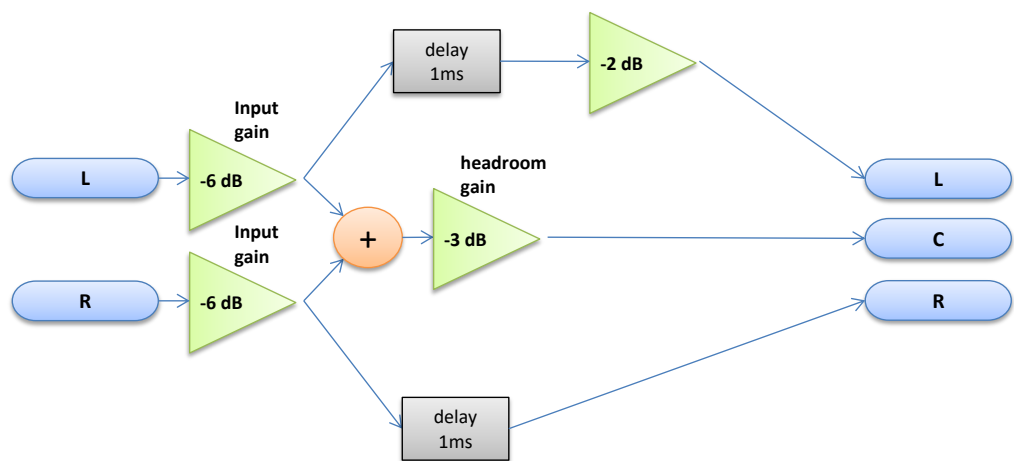 delay
1ms
-2 dB
Input
gain
L
-6 dB
headroom
gain
L
+
-3 dB
C
Input
gain
R
-6 dB
R
delay
1ms